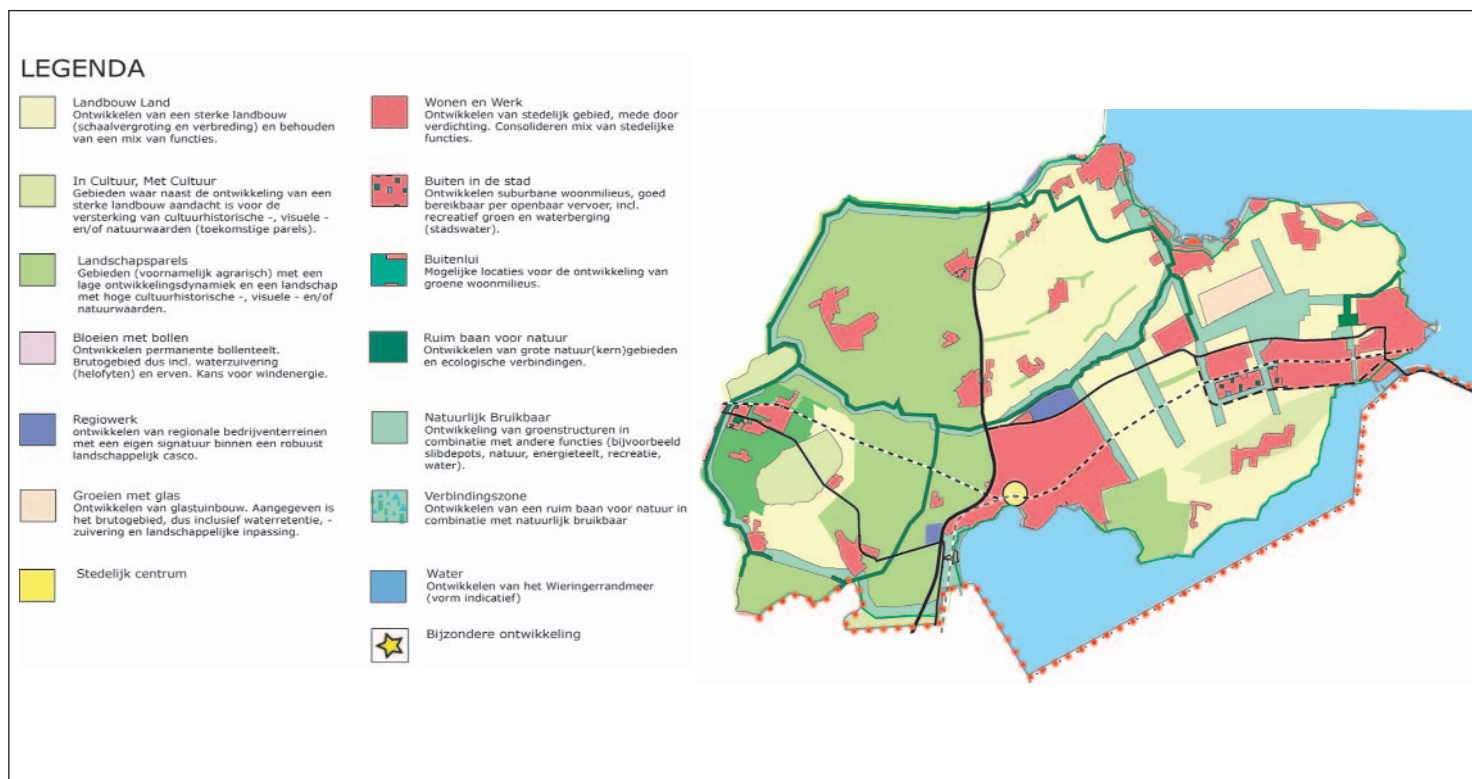 LEGENDA
Landbouw Land
Ontwikkelen van een sterke landbouw
(schaalvergroting en verbreding) en behouden
van een mix van functies.
In Cultuur, Met Cultuur
Gebieden waar naast de ontwikkeling van een
sterke landbouw aandacht is voor de
versterking van cultuurhistorische -, visuele -
en/of natuurwaarden (toekomstige parels).
Landschapsparels
Gebieden (voornamelijk agrarisch) met een
lage ontwikkelingsdynamiek en een landschap
met hoge cultuurhistorische -, visuele - en/of
natuurwaarden.
Bloeien met bollen
Ontwikkelen permanente bollenteelt.
Brutogebied dus incl. waterzuivering
(helofyten) en erven. Kans voor windenergie.
Regiowerk
ontwikkelen van regionale bedrijventerreinen
met een eigen signatuur binnen een robuust
landschappelijk casco.
Groeien met glas
Ontwikkelen van glastuinbouw. Aangegeven is
het brutogebied, dus inclusief waterretentie, -
zuivering en landschappelijke inpassing.
Stedelijk centrum
Wonen en Werk
Ontwikkelen van stedelijk gebied, mede door
verdichting. Consolideren mix van stedelijke
functies.
Buiten in de stad
Ontwikkelen suburbane woonmilieus, goed
bereikbaar per openbaar vervoer, incl.
recreatief groen en waterberging
(stadswater).
Buitenlui
Mogelijke locaties voor de ontwikkeling van
groene woonmilieus.
Ruim baan voor natuur
Ontwikkelen van grote natuur(kern)gebieden
en ecologische verbindingen.
Natuurlijk Bruikbaar
Ontwikkeling van groenstructuren in
combinatie met andere functies (bijvoorbeeld
slibdepots, natuur, energieteelt, recreatie,
water).
Verbindingszone
Ontwikkelen van een ruim baan voor natuur in
combinatie met natuurlijk bruikbaar
Water
Ontwikkelen van het Wieringerrandmeer
(vorm indicatief)
Bijzondere ontwikkeling